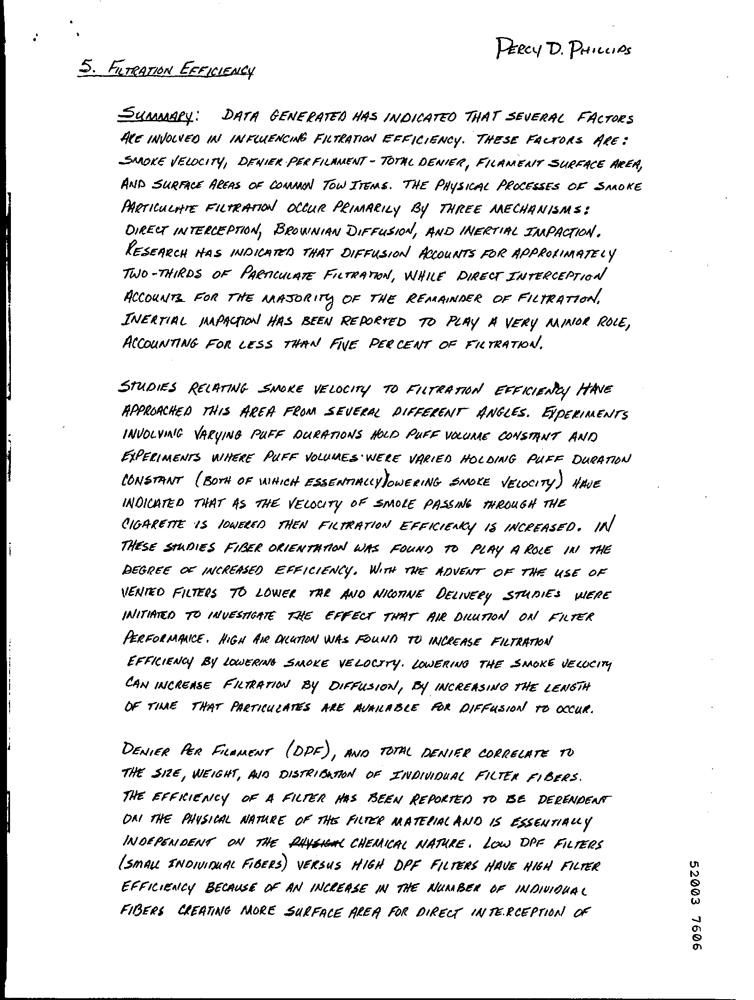 PERCY D. PHILLIPS
5. FILTRATION EFFICIENCY
SUMMARY: DATA GENERATED HAS INDICATED THAT SEVERAL FACTORS
ARE INVOLVED IN INFLUENCING FILTRATION EFFICIENCY. THESE FACTORS ARE:
SMOKE VELOCITY, DENIER PER FILAMENT - TOTAL DENIER, FILAMENT SURFACE AREA,
AND SURFACE AREAS OF COMMON TOW ITEMS. THE PHYSICAL PROCESSES OF SMOKE
PARTICULATE FILTRATION OCCUR PRIMARILY BY THREE MECHANISMS:
DIRECT INTERCEPTION, BROWNIAN DIFFUSION, AND INERTIAL IMPACTION.
RESEARCH HAS INDICATED THAT DIFFUSION ACCOUNTS FOR APPROXIMATELY
TWO-THIRDS OF PARTICULATE FILTRATION, WHILE DIRECT INTERCEPTION
ACCOUNTS FOR THE MAJORITY OF THE REMAINDER OF FILTRATION.
INERTIAL IMPACTION HAS BEEN REPORTED TO PLAY A VERY MINOR ROLE,
ACCOUNTING FOR LESS THAN FIVE PERCENT OF FILTRATION.
STUDIES RELATING SMOKE VELOCITY TO FILTRATION EFFICIENCY HAVE
APPROACHED THIS AREA FROM SEVERAL DIFFERENT ANGLES. EXPERIMENTS
INVOLVING VARYING PUFF DURATIONS HOLD PUFF VOLUME CONSTANT AND
EXPERIMENTS WHERE PUFF VOLUMES WERE VARIED HOLDING PUFF DURATION
CONSTANT (BOTH OF WHICH ESSENTIALLY LOWERING SMOKE VELOCITY) HAVE
INDICATED THAT AS THE VELOCITY OF SMOLE PASSING THROUGH THE
CIGARETTE IS LOWERED THEN FILTRATION EFFICIENCY IS INCREASED. IN
THESE STUDIES FIBER ORIENTATION WAS FOUND TO PLAY A ROLE IN THE
DEGREE OF INCREASED EFFICIENCY. WITH THE ADVENT OF THE USE OF
VENTED FILTERS TO LOWER TAR AND NICOTINE DELIVERY STUDIES WERE
INITIATED TO INVESTIGATE THE EFFECT THAT AIR DILUTION ON FILTER
PERFORMANCE. HIGH AIR DILUTION WAS FOUND TO INCREASE FILTRATION
EFFICIENCY BY LOWERING SMOKE VELOCITY. LOWERING THE SMOKE VELOCITY
CAN INCREASE FILTRATION BY DIFFUSION, BY INCREASING THE LENGTH
OF TIME THAT PARTICULATES ARE AVAILABLE FOR DIFFUSION TO OCCUR.
DENIER PER FILAMENT (DPF), AND TOTAL DENIER CORRELATE TO
THE SIZE, WEIGHT, AND DISTRIBUTION OF INDIVIDUAL FILTER FIBERS.
THE EFFICIENCY OF A FILTER HAS BEEN REPORTED TO BE DEPENDENT
ON THE PHYSICAL NATURE OF THE FILTER MATERIAL AND IS ESSENTIALLY
INDEPENDENT ON THE PHYSICAL CHEMICAL NATURE. LOW DPF FILTERS
(SMALL INDIVIDUAL FIBERS) VERSUS HIGH DPF FILTERS HAVE HIGH FILTER
EFFICIENCY BECAUSE OF AN INCREASE IN THE NUMBER OF INDIVIDUAL
FIBERS CREATING MORE SURFACE AREA FOR DIRECT INTERCEPTION OF
52003 7606